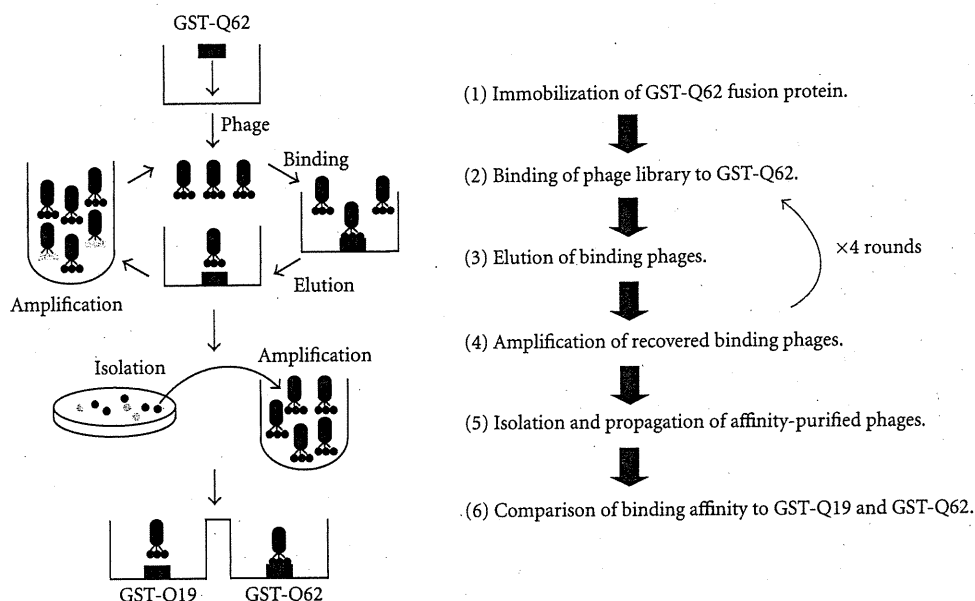 GST-Q62
Phage
Binding
Elution
Amplification
Isolation
Amplification
GST-Q19
GST-Q62
(1) Immobilization of GST-Q62 fusion protein.
(2) Binding of phage library to GST-Q62.
(3) Elution of binding phages.
×4 rounds
(4) Amplification of recovered binding phages.
(5) Isolation and propagation of affinity-purified phages.
(6) Comparison of binding affinity to GST-Q19 and GST-Q62.